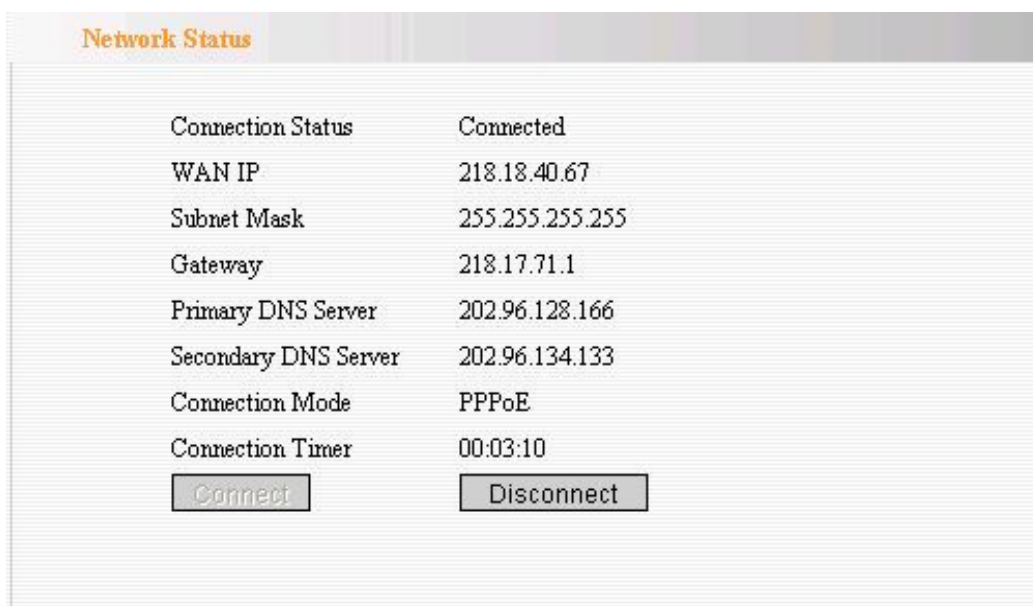 Network Status
Connection Status Connected
WAN IP 218.18.40.67
Subnet Mask 255.255.255.255
Gateway 218.17.71.1
Primary DNS Server 202.96.128.166
Secondary DNS Server 202.96.134.133
Connection Mode PPPoE
Connection Timer 00:03:10
Connect Disconnect